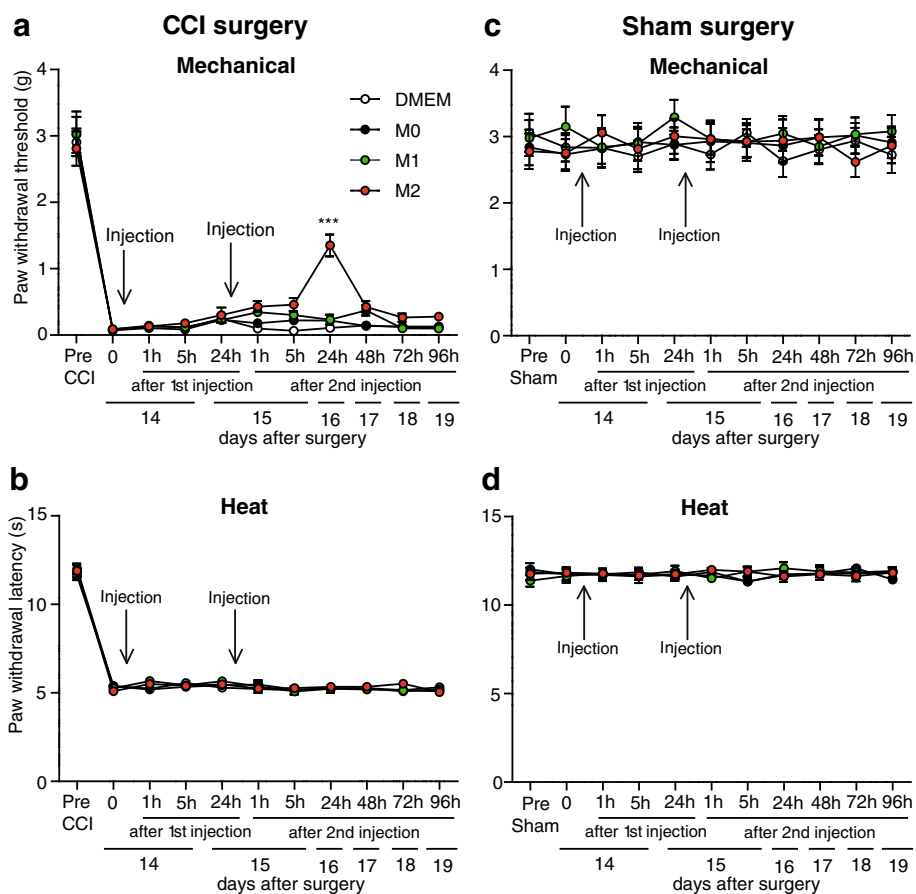 a
CCI surgery
Mechanical
Paw withdrawal threshold (g)
4
3
2
1
0
DMEM
M0
M1
M2
Injection
Injection
***
Pre
CCI
0 1h 5h 24h 1h 5h 24h 48h 72h 96h
after 1st injection after 2nd injection
14 15 16 17 18 19
days after surgery
c
Sham surgery
Mechanical
4
3
2
1
0
Injection
Injection
Pre
Sham
0 1h 5h 24h 1h 5h 24h 48h 72h 96h
after 1st injection after 2nd injection
14 15 16 17 18 19
days after surgery
b
Heat
Paw withdrawal latency (s)
15
10
5
0
Injection
Injection
Pre
CCI
0 1h 5h 24h 1h 5h 24h 48h 72h 96h
after 1st injection after 2nd injection
14 15 16 17 18 19
days after surgery
d
Heat
15
10
5
0
Injection
Injection
Pre
Sham
0 1h 5h 24h 1h 5h 24h 48h 72h 96h
after 1st injection after 2nd injection
14 15 16 17 18 19
days after surgery